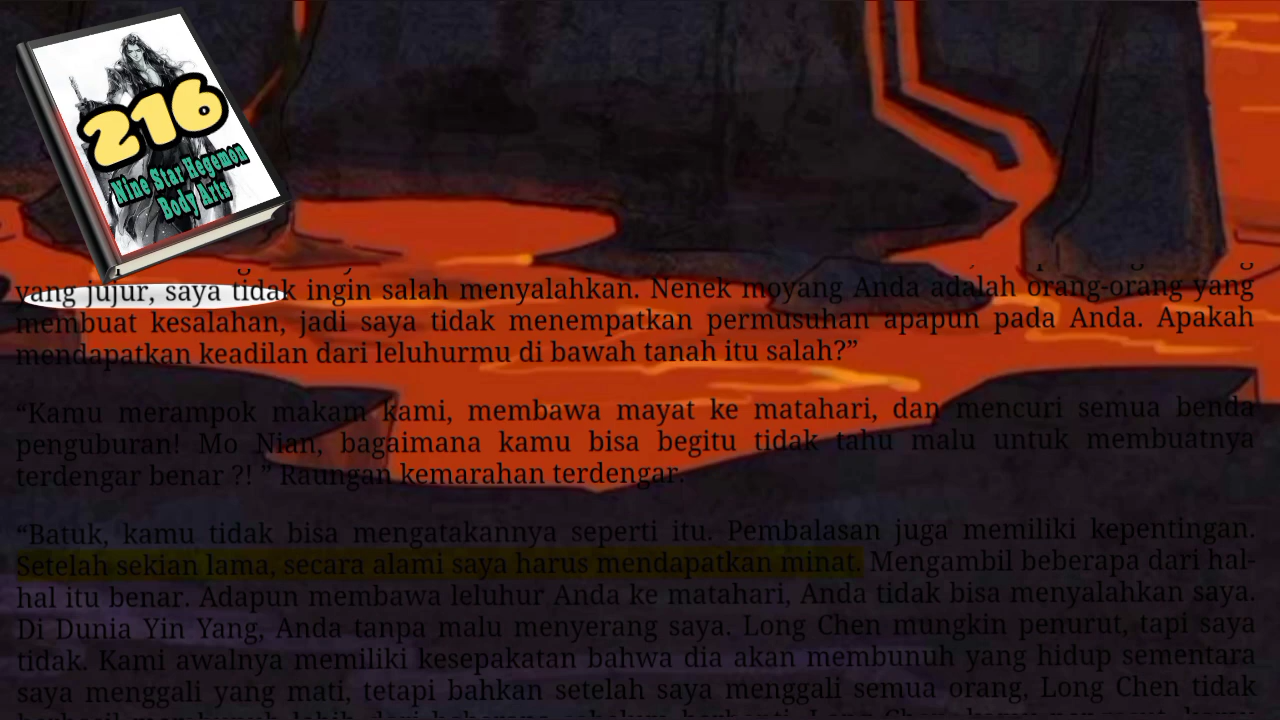 216
Nine Star Hegemon
Body Arts
yang jujur, saya tidak ingin salah menyalahkan. Nenek moyang Anda adalah orang-orang yang
membuat kesalahan, jadi saya tidak menempatkan permusuhan apapun pada Anda. Apakah
mendapatkan keadilan dari leluhurmu di bawah tanah itu salah?”
“Kamu merampok makam kami, membawa mayat ke matahari, dan mencuri semua benda
penguburan! Mo Nian, bagaimana kamu bisa begitu tidak tahu malu untuk membuatnya
terdengar benar ?! ” Raungan kemarahan terdengar.
“Batuk, kamu tidak bisa mengatakannya seperti itu. Pembalasan juga memiliki kepentingan.
Setelah sekian lama, secara alami saya harus mendapatkan minat. Mengambil beberapa dari hal-
hal itu benar. Adapun membawa leluhur Anda ke matahari, Anda tidak bisa menyalahkan saya.
Di Dunia Yin Yang, Anda tanpa malu menyerang saya. Long Chen mungkin penurut, tapi saya
tidak. Kami awalnya memiliki kesepakatan bahwa dia akan membunuh yang hidup sementara
saya menggali yang mati, tetapi bahkan setelah saya menggali semua orang, Long Chen tidak